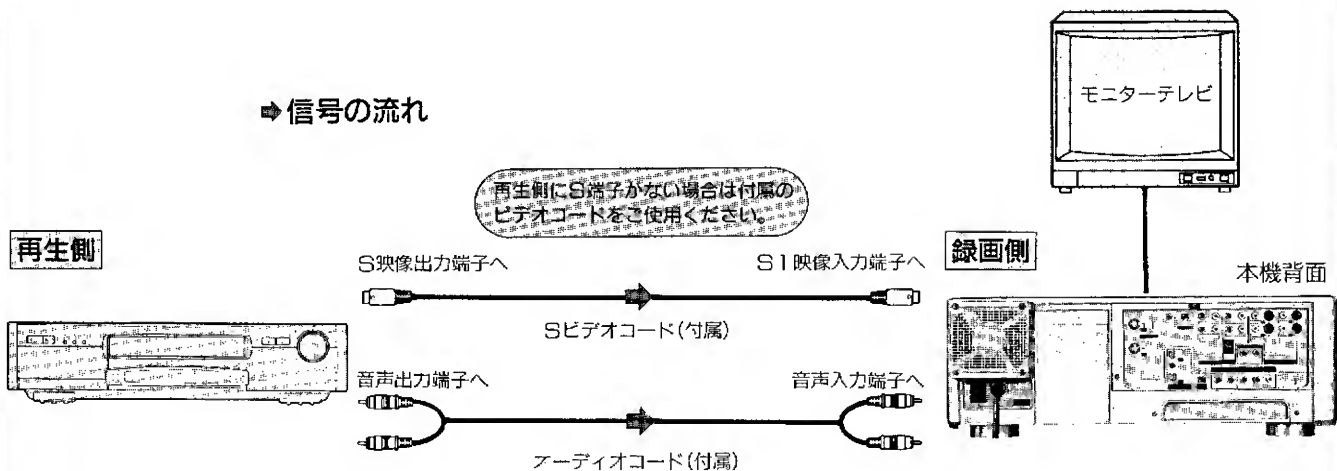 ➡信号の流れ
モニターテレビ
再生側にS端子がない場合は付属の
ビデオコードをご使用ください。
再生側
S映像出力端子へ
S1映像入力端子へ
録画側
本機背面
Sビデオコード(付属)
音声出力端子へ
音声入力端子へ
オーディオコード(付属)